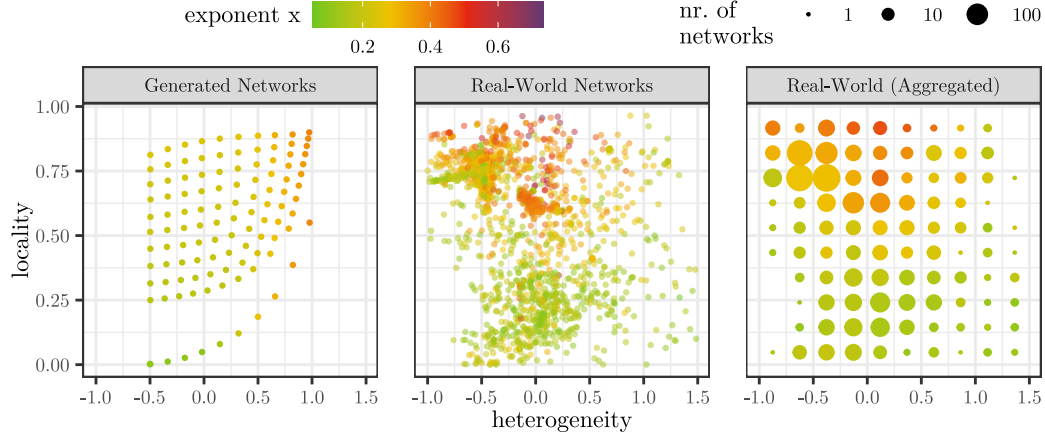 exponent x
0.2 0.4 0.6
nr. of
networks
1 10 100
Generated Networks
Real-World Networks
Real-World (Aggregated)
locality
1.00
0.75
0.50
0.25
0.00
-1.0 -0.5 0.0 0.5 1.0 1.5
-1.0 -0.5 0.0 0.5 1.0 1.5
-1.0 -0.5 0.0 0.5 1.0 1.5
heterogeneity